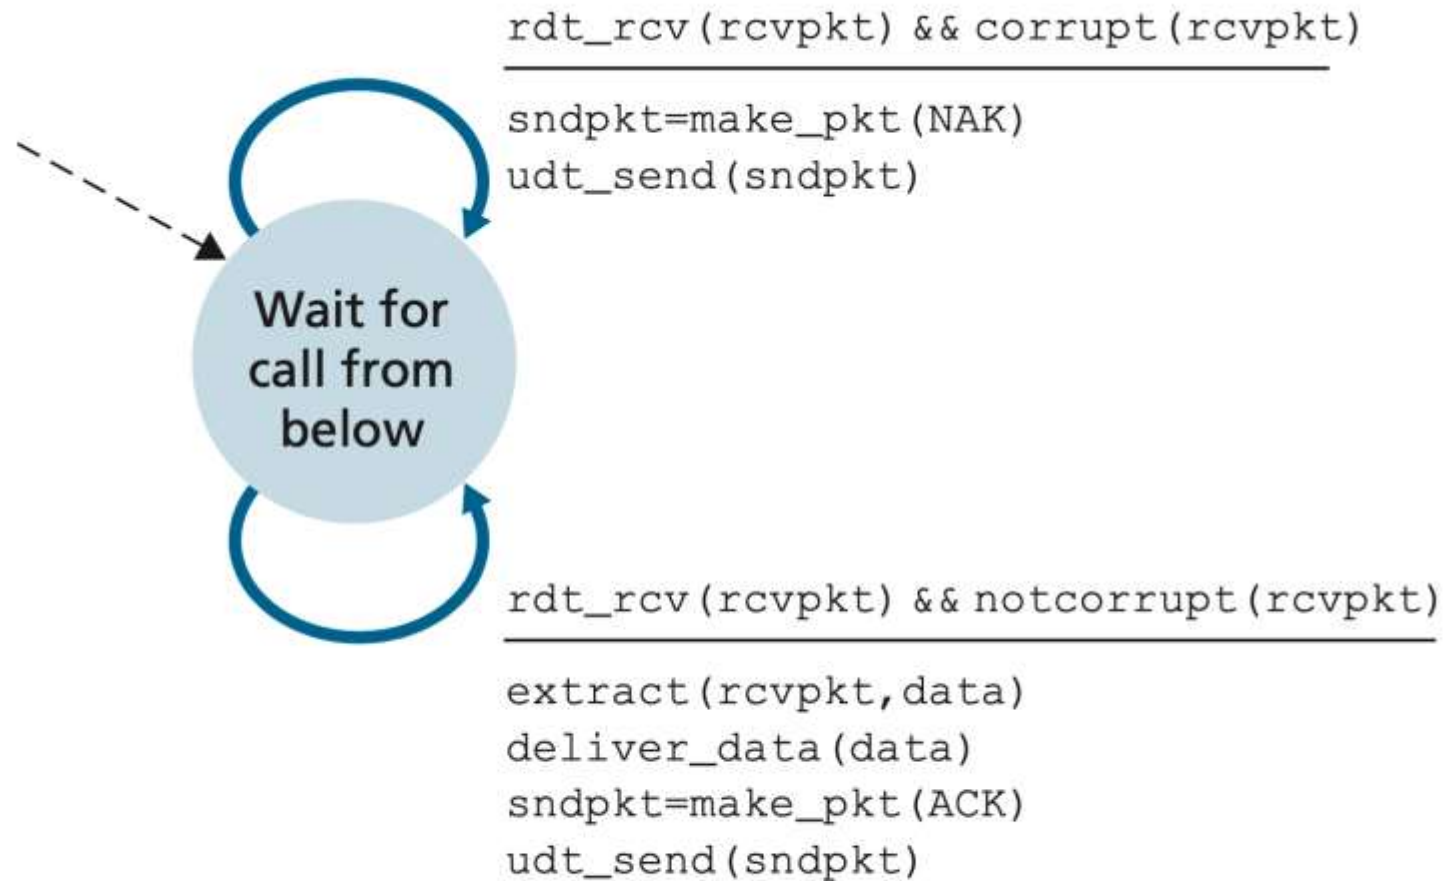 rdt_rcv(rcvpkt) && corrupt(rcvpkt)
sndpkt=make_pkt(NAK)
udt_send(sndpkt)
Wait for
call from
below
rdt_rcv(rcvpkt) && notcorrupt(rcvpkt)
extract(rcvpkt,data)
deliver_data(data)
sndpkt=make_pkt(ACK)
udt_send(sndpkt)